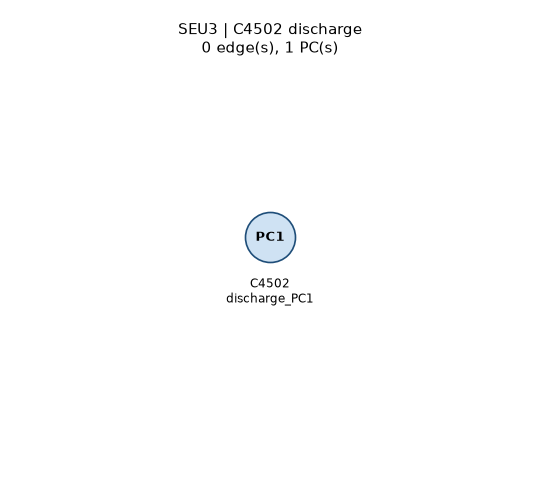 SEU3 | C4502 discharge
0 edge(s), 1 PC(s)
PC1
C4502
discharge_PC1